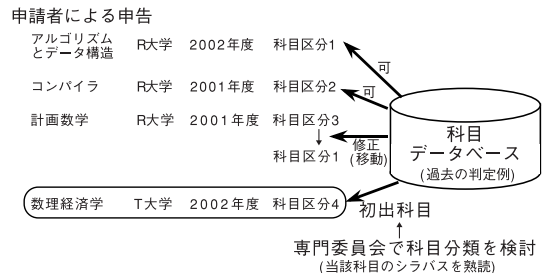 申請者による申告
アルゴリズム
とデータ構造 R大学 2002年度 科目区分1
可
コンパイラ R大学 2001年度 科目区分2
可
計画数学 R大学 2001年度 科目区分3
修正
(移動)
科目区分1
科目
データベース
(過去の判定例)
数理経済学 T大学 2002年度 科目区分4
初出科目
専門委員会で科目分類を検討
(当該科目のシラバスを熟読)